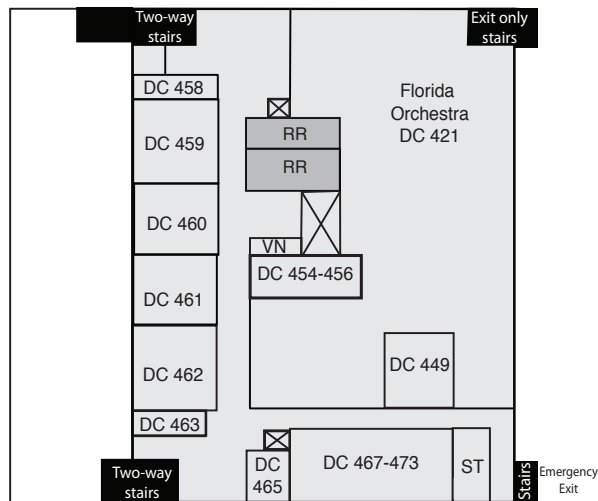 Two-way
stairs
Exit only
stairs
DC 458
Florida
Orchestra
DC 421
DC 459
RR
RR
DC 460
VN
DC 454-456
DC 461
DC 462
DC 449
DC 463
Two-way
stairs
DC
465
DC 467-473
ST
Stairs
Emergency
Exit